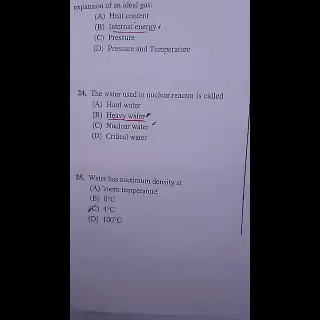 expansion of an ideal gas:
(A) Heat content
(B) Internal energy
(C) Pressure
(D) Pressure and Temperature
24. The water used in nuclear reactor is called
(A) Hard water
(B) Heavy water
(C) Nuclear water
(D) Critical water
25. Water has maximum density at
(A) Room temperature
(B) 0°C
(C) 4°C
(D) 100°C